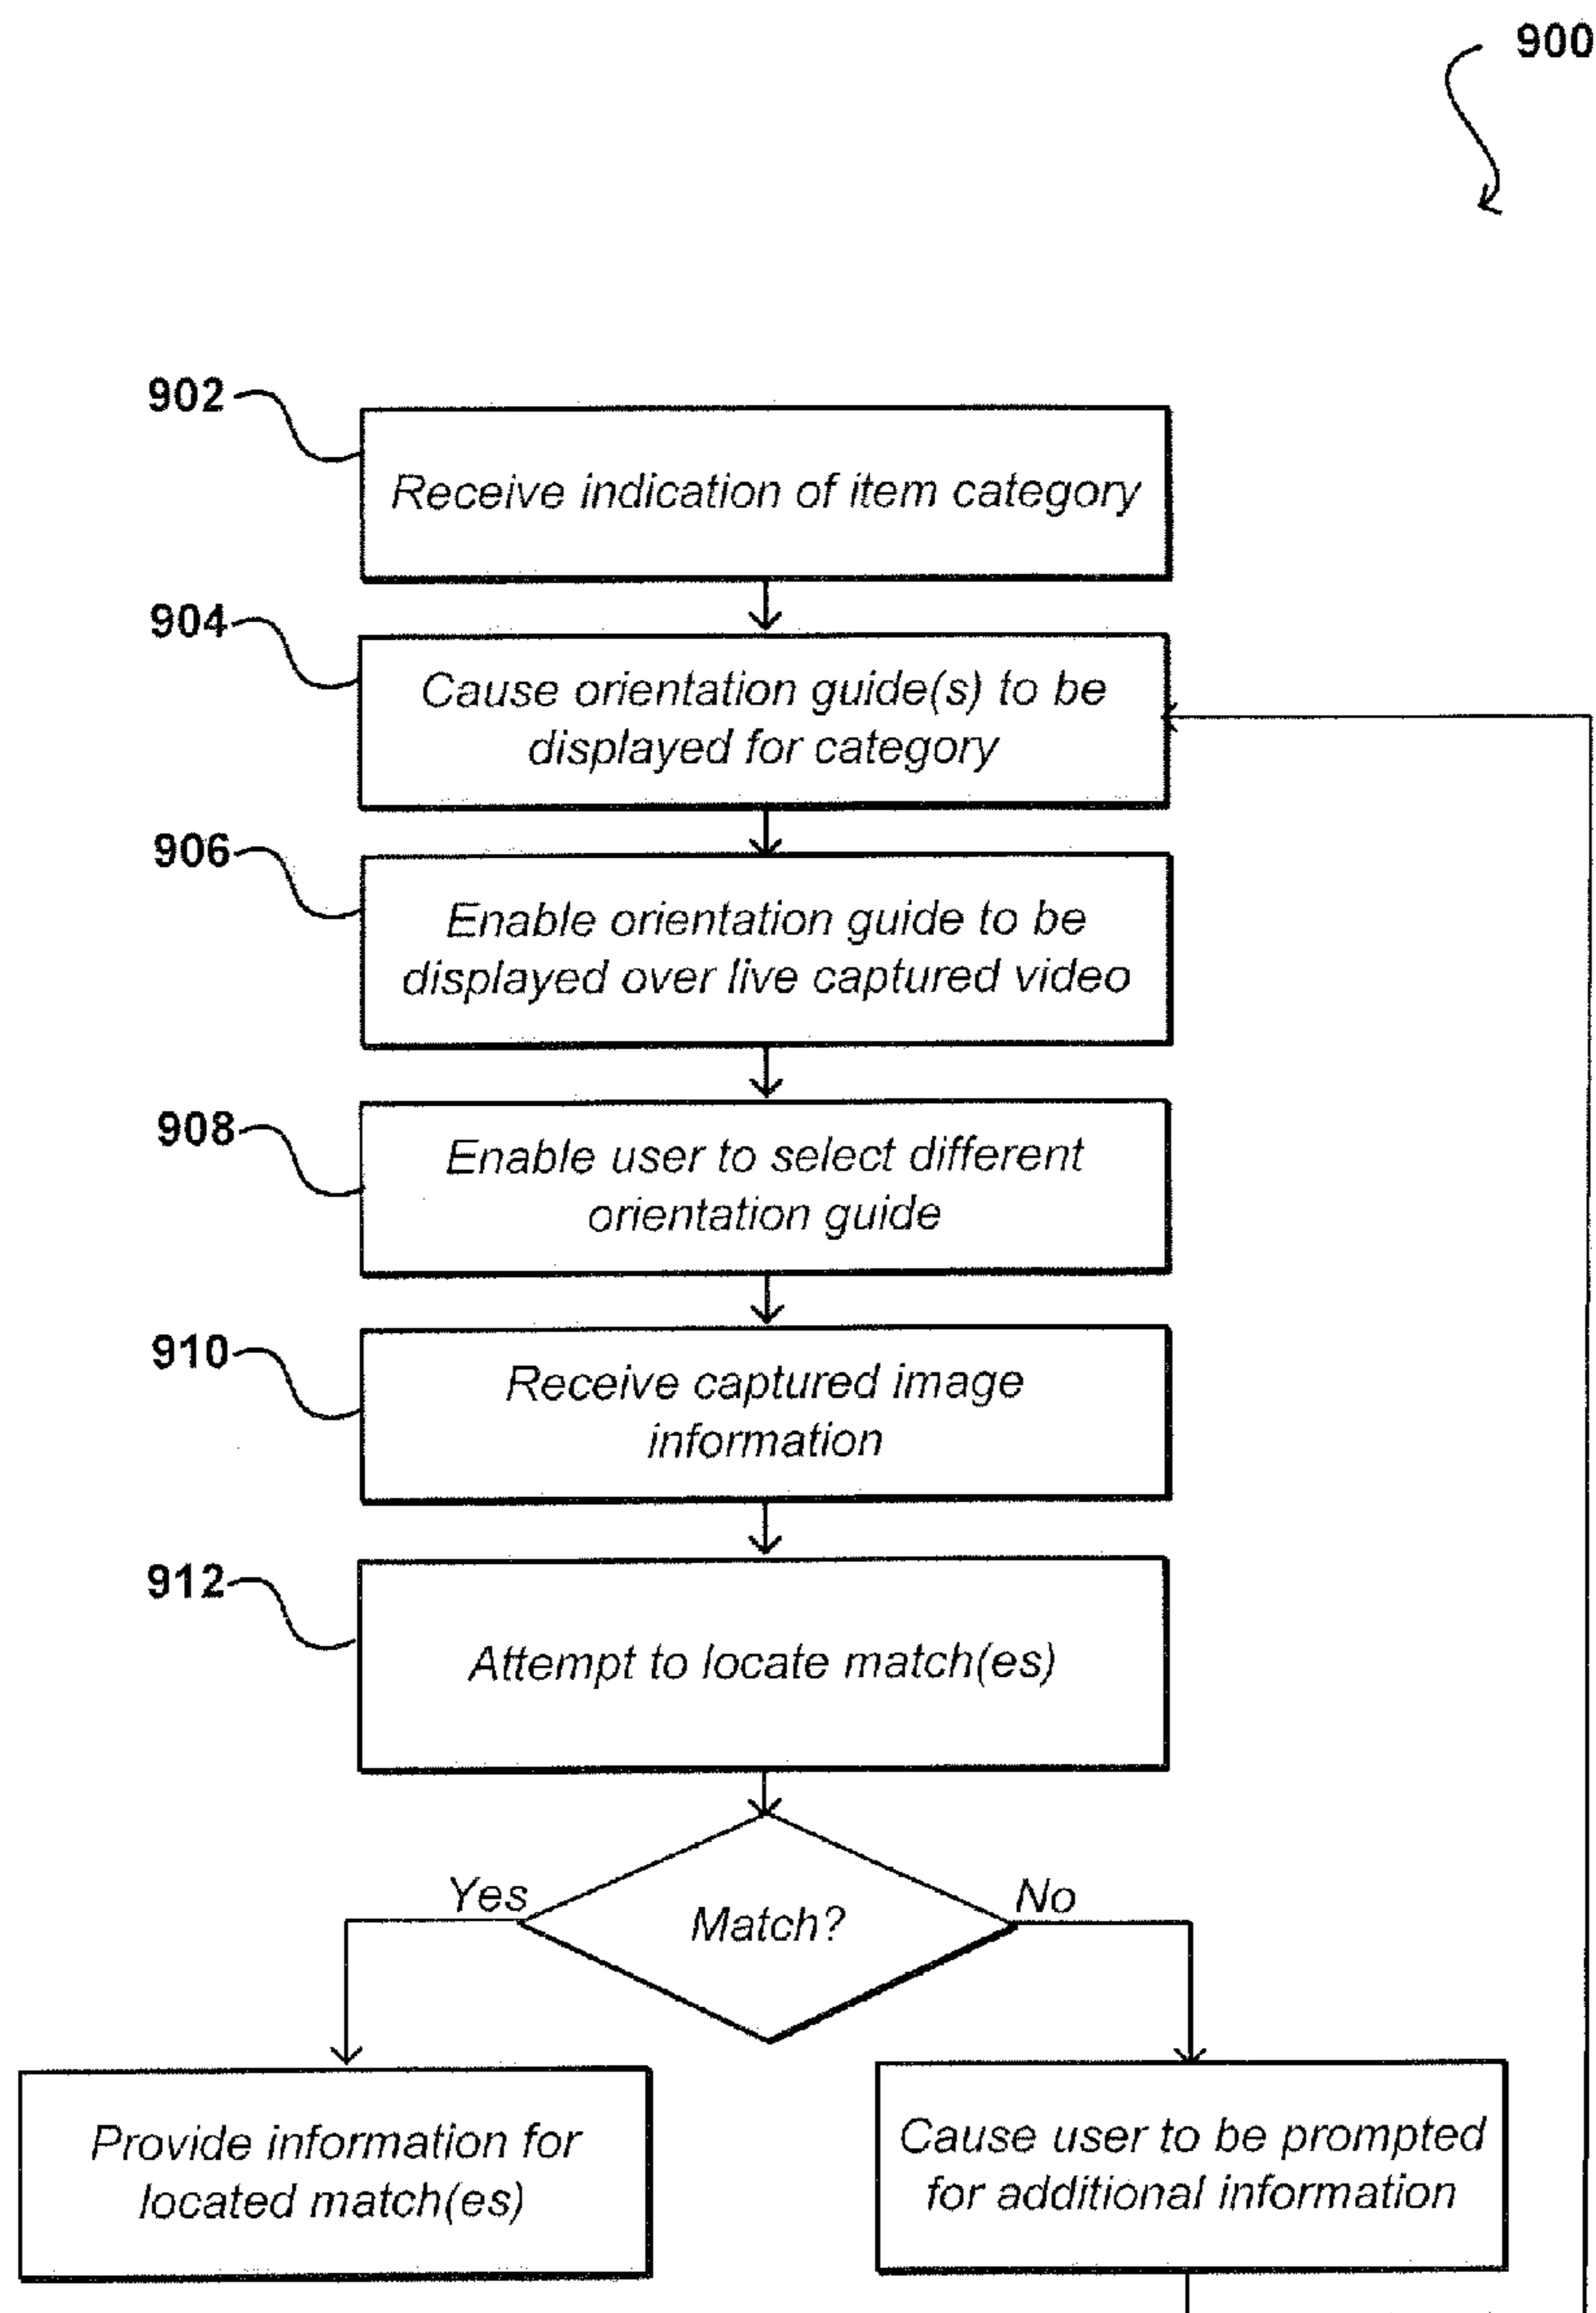 900
902
Receive indication of item category
904
Cause orientation guide(s) to be
displayed for category
906
Enable orientation guide to be
displayed over live captured video
908
Enable user to select different
orientation guide
910
Receive captured image
information
912
Attempt to locate match(es)
Yes
Match?
No
Provide information for
located match(es)
Cause user to be prompted
for additional information